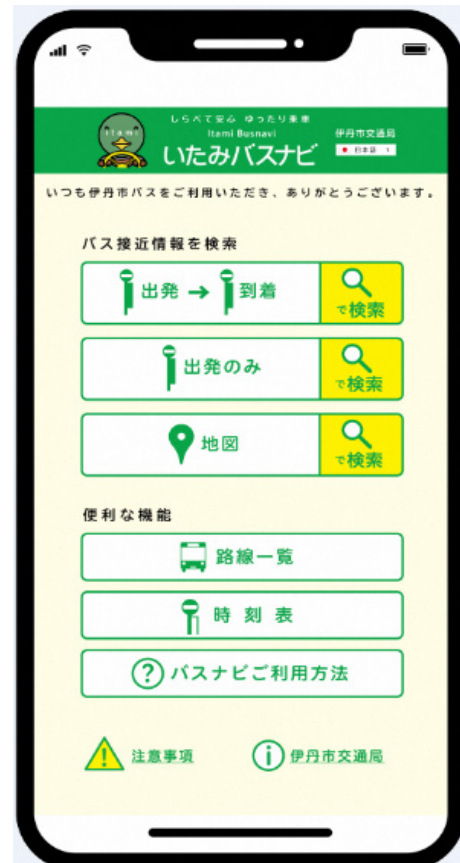 しらべて安心 ゆったり乗車
itami
Itami Busnavi
いたみバスナビ
伊丹市交通局
日本語
いつも伊丹市バスをご利用いただき、ありがとうございます。
バス接近情報を検索
出発 → 到着
で検索
出発のみ
で検索
地図
で検索
便利な機能
路線一覧
時刻表
? バスナビご利用方法
! 注意事項
i 伊丹市交通局